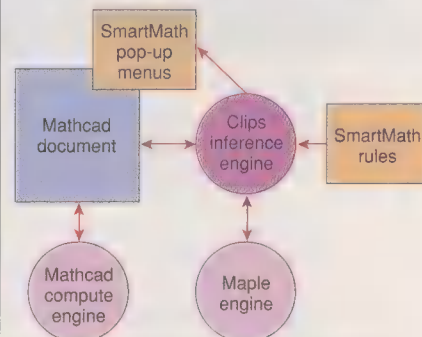 SmartMath
pop-up
menus
Mathcad
document
Clips
inference
engine
SmartMath
rules
Mathcad
compute
engine
Maple
engine